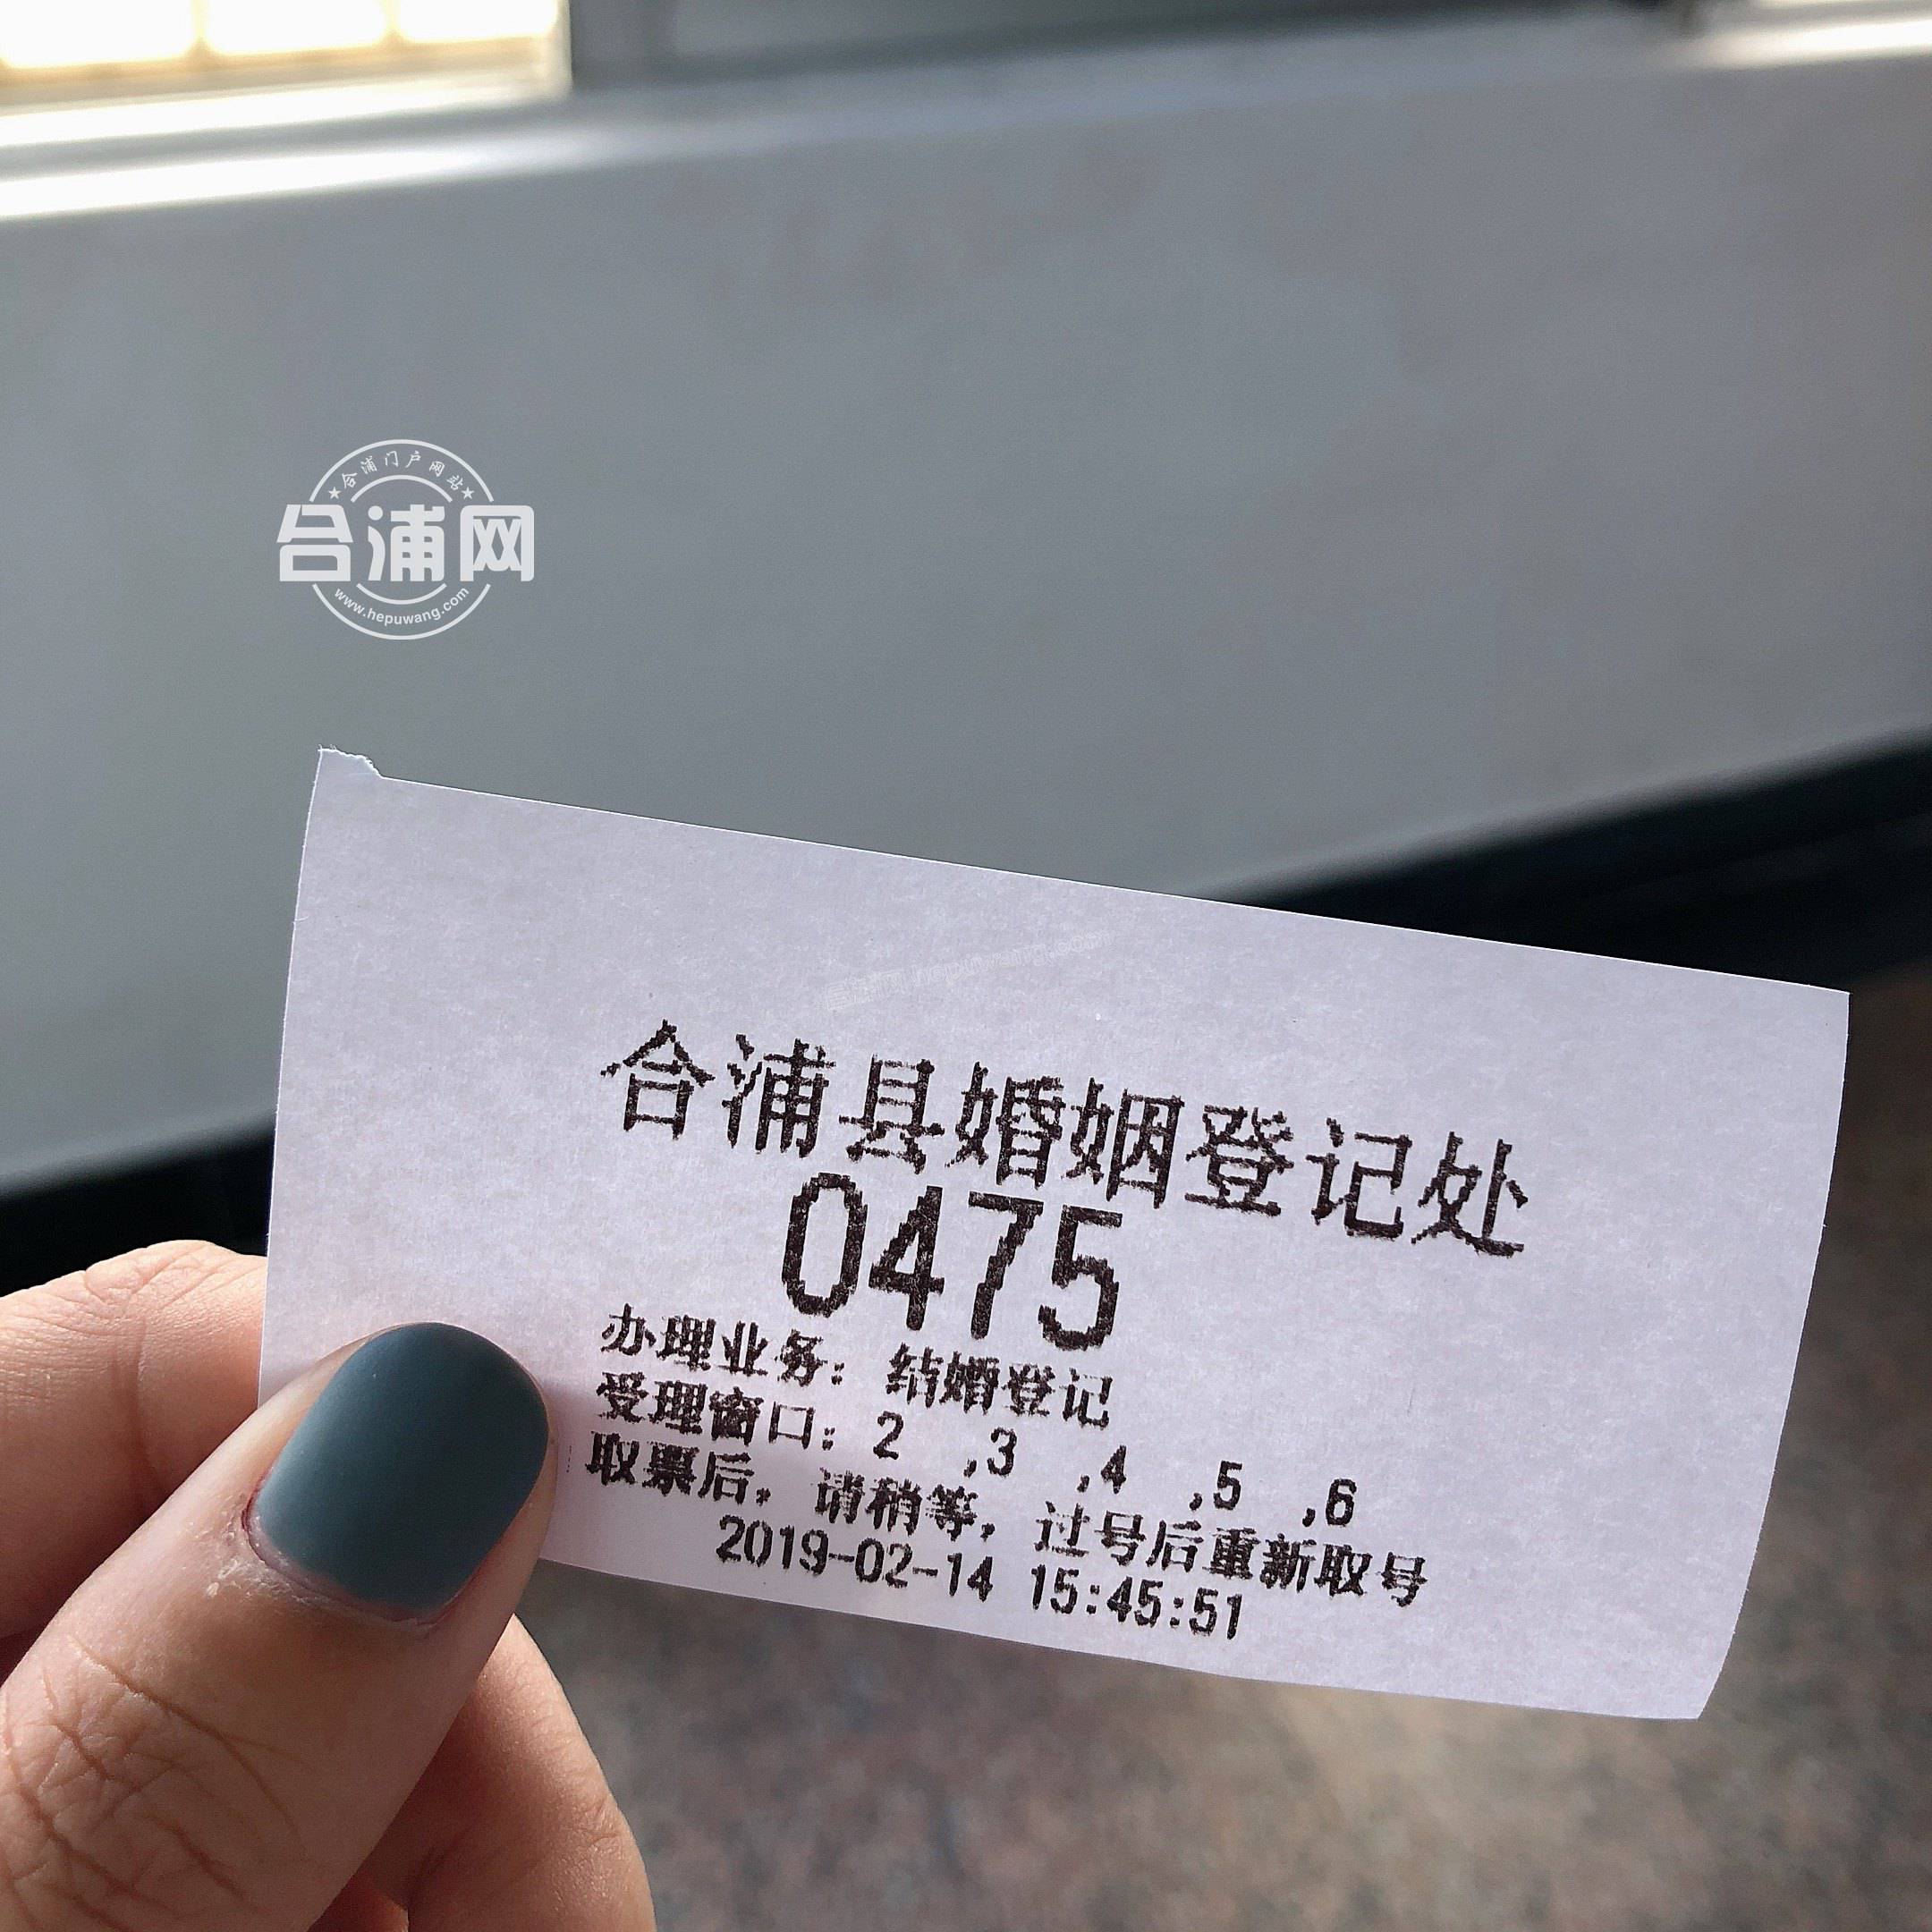 合浦门户网站
合浦网
www.hepuwang.com
合浦县婚姻登记处
0475
办理业务：结婚登记
受理窗口：2 ,3 ,4 ,5 ,6
取票后，请稍等，过号后重新取号
2019-02-14 15:45:51